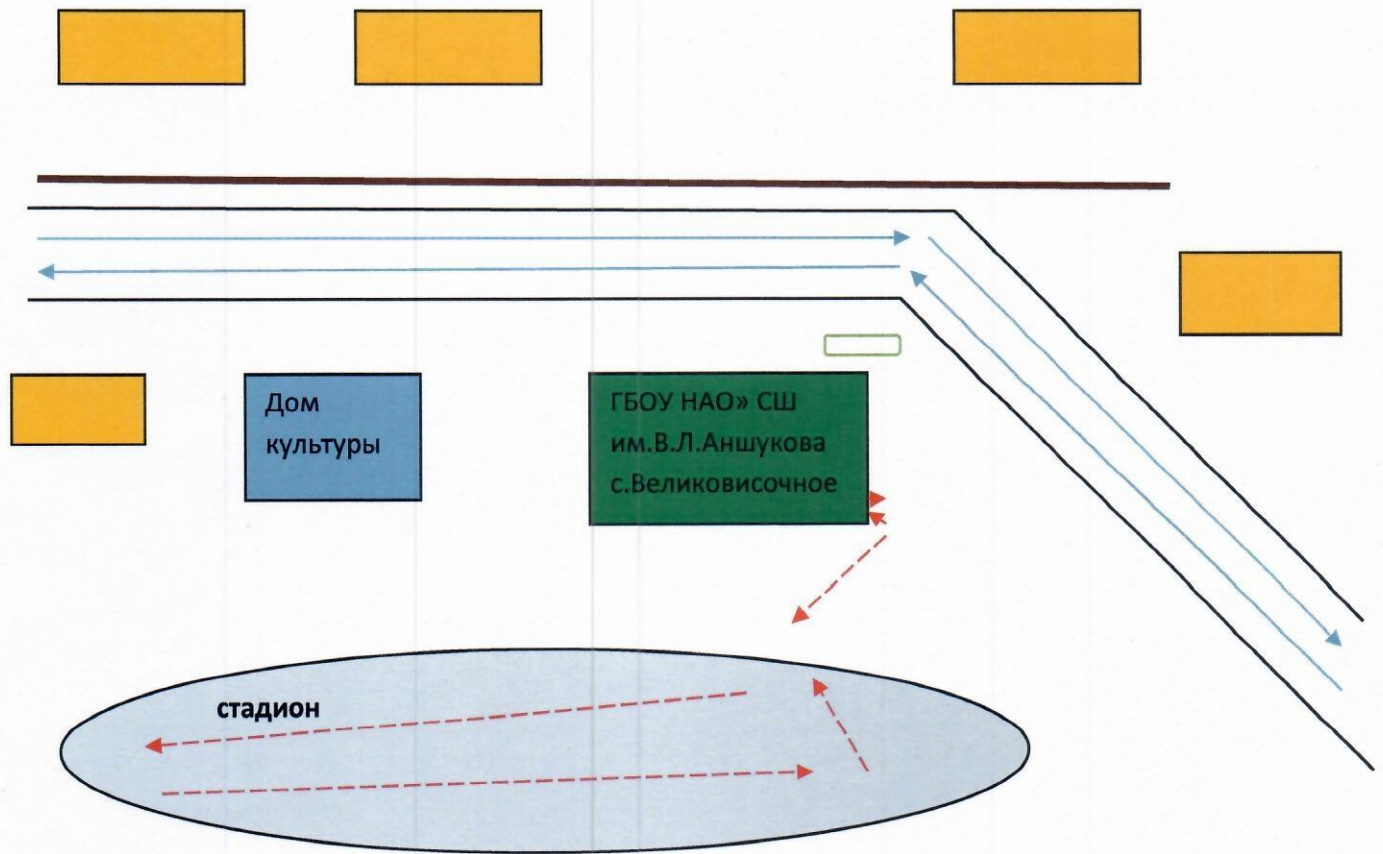 Дом
культуры
ГБОУ НАО» СШ
им.В.Л.Аншукова
с.Великовисочное
стадион